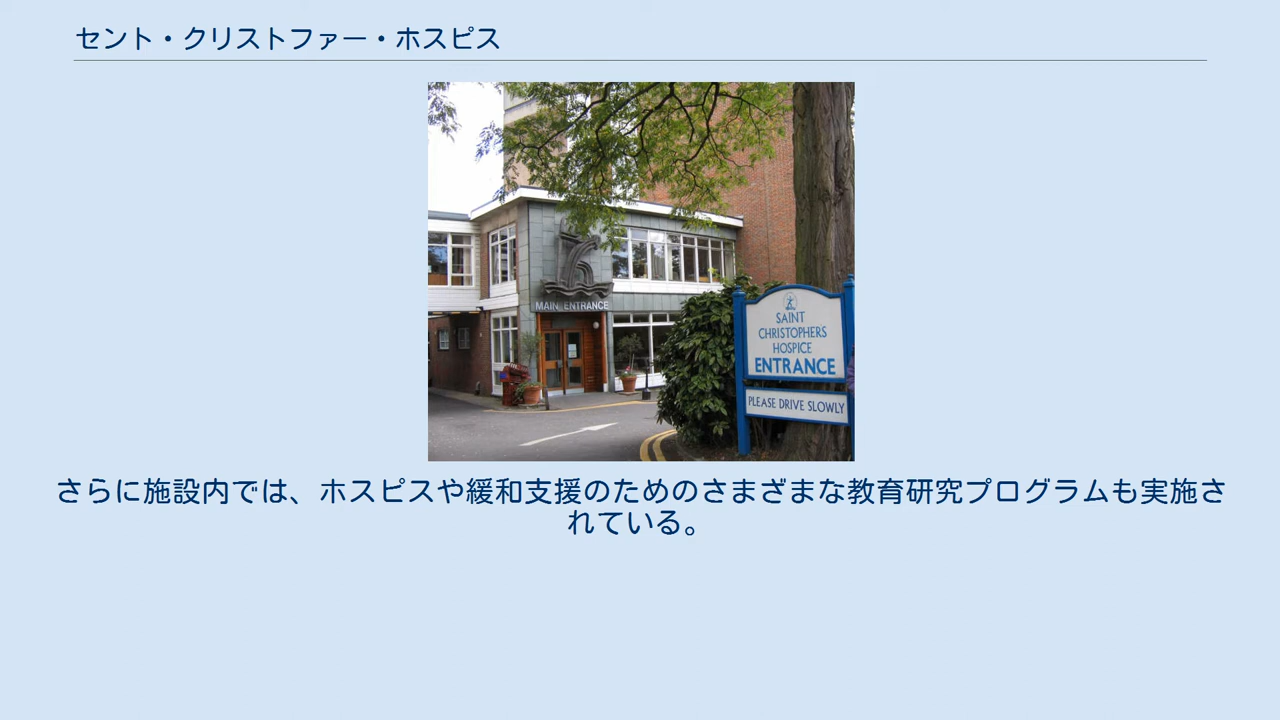 セント・クリストファー・ホスピス
MAIN ENTRANCE
SAINT
CHRISTOPHERS
HOSPICE
ENTRANCE
PLEASE DRIVE SLOWLY
さらに施設内では、ホスピスや緩和支援のためのさまざまな教育研究プログラムも実施さ
れている。